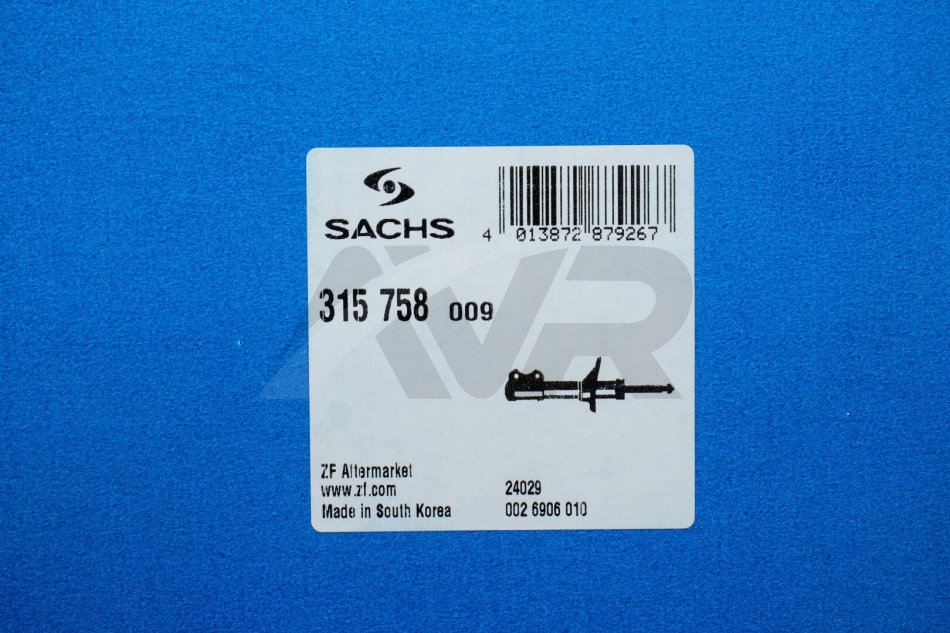 SACHS
4 013872 879267
AVR
315 758 009
ZF Aftermarket
www.zf.com
Made in South Korea
24029
002 6906 010